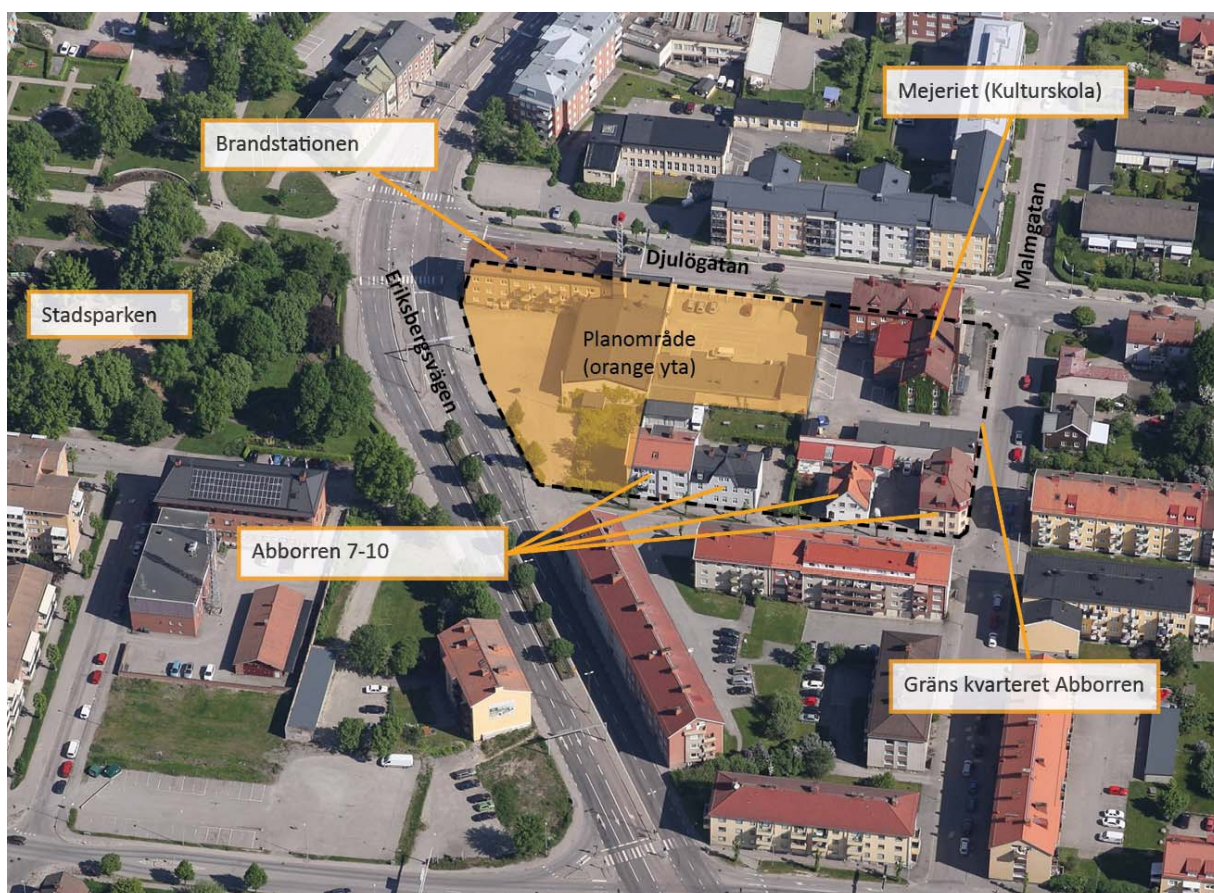 Mejeriet (Kulturskola)
Brandstationen
Malmgatan
Djulögatan
Eriksbergsvägen
Stadsparken
Planområde
(orange yta)
Abborren 7-10
Gräns kvarteret Abborren